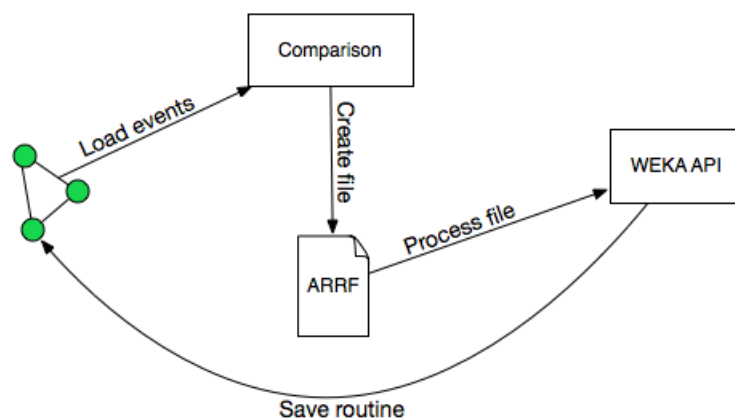 Comparison
Load events
Create file
WEKA API
Process file
ARRF
Save routine